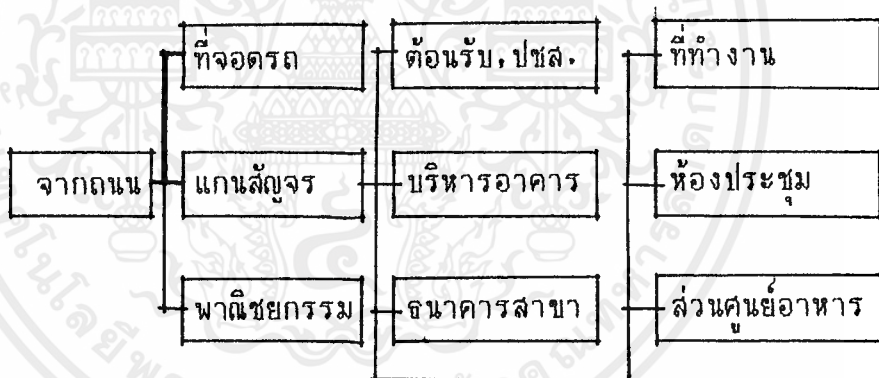 ที่จอดรถ ต้อนรับ,ปชส. ที่ทำงาน
จากถนน แกนสัญจร บริหารอาคาร ห้องประชุม
พาณิชยกรรม ธนาคารสาขา ส่วนศูนย์อาหาร